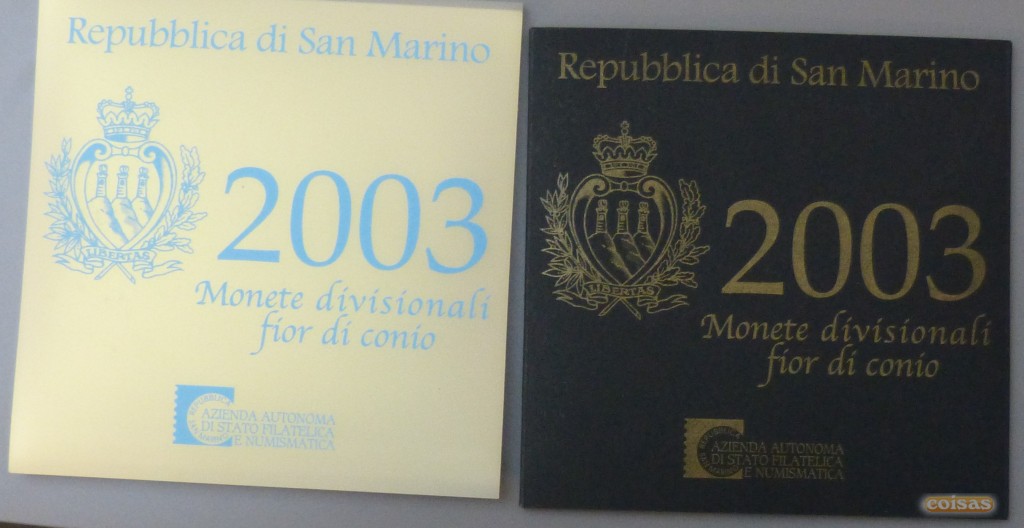 Repubblica di San Marino
LIBERTAS
2003
Monete divisionali
fior di conio
REPUBBLICA
AZIENDA AUTONOMA
DI STATO FILATELICA
E NUMISMATICA
Repubblica di San Marino
LIBERTAS
2003
Monete divisionali
fior di conio
AZIENDA AUTONOMA
DI STATO FILATELICA
E NUMISMATICA
coisas